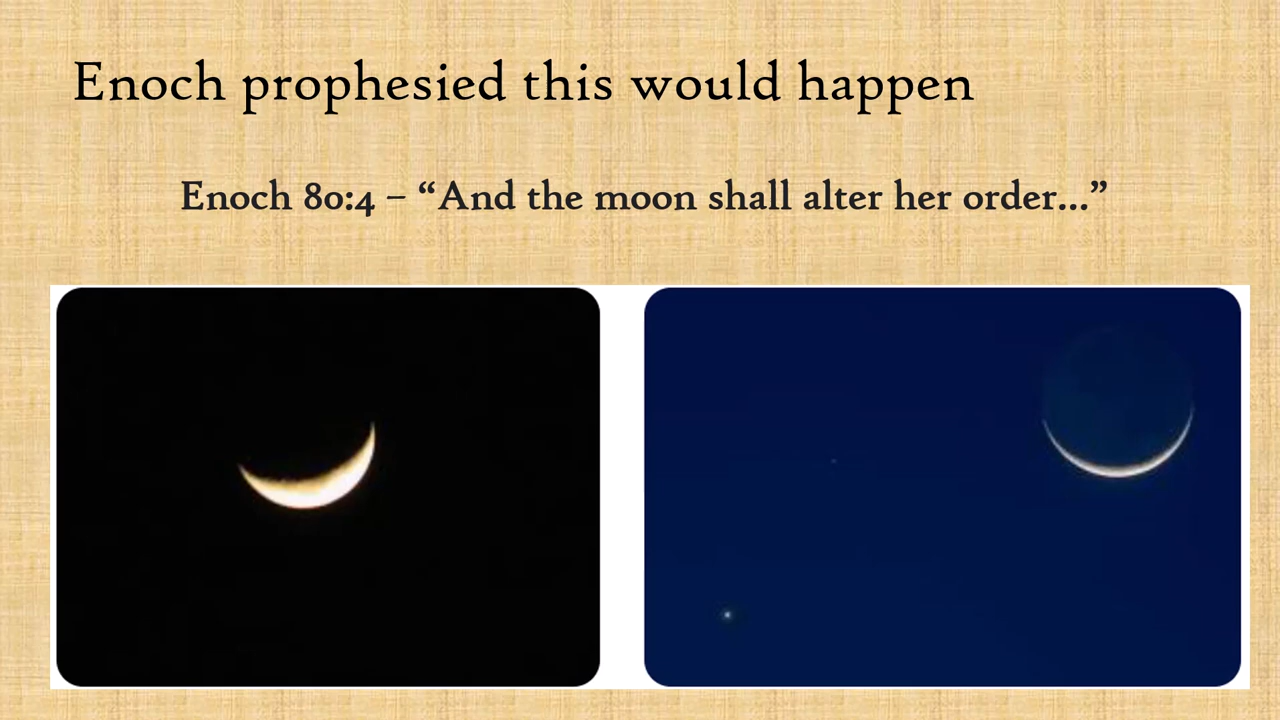 Enoch prophesied this would happen
Enoch 80:4 – “And the moon shall alter her order...”